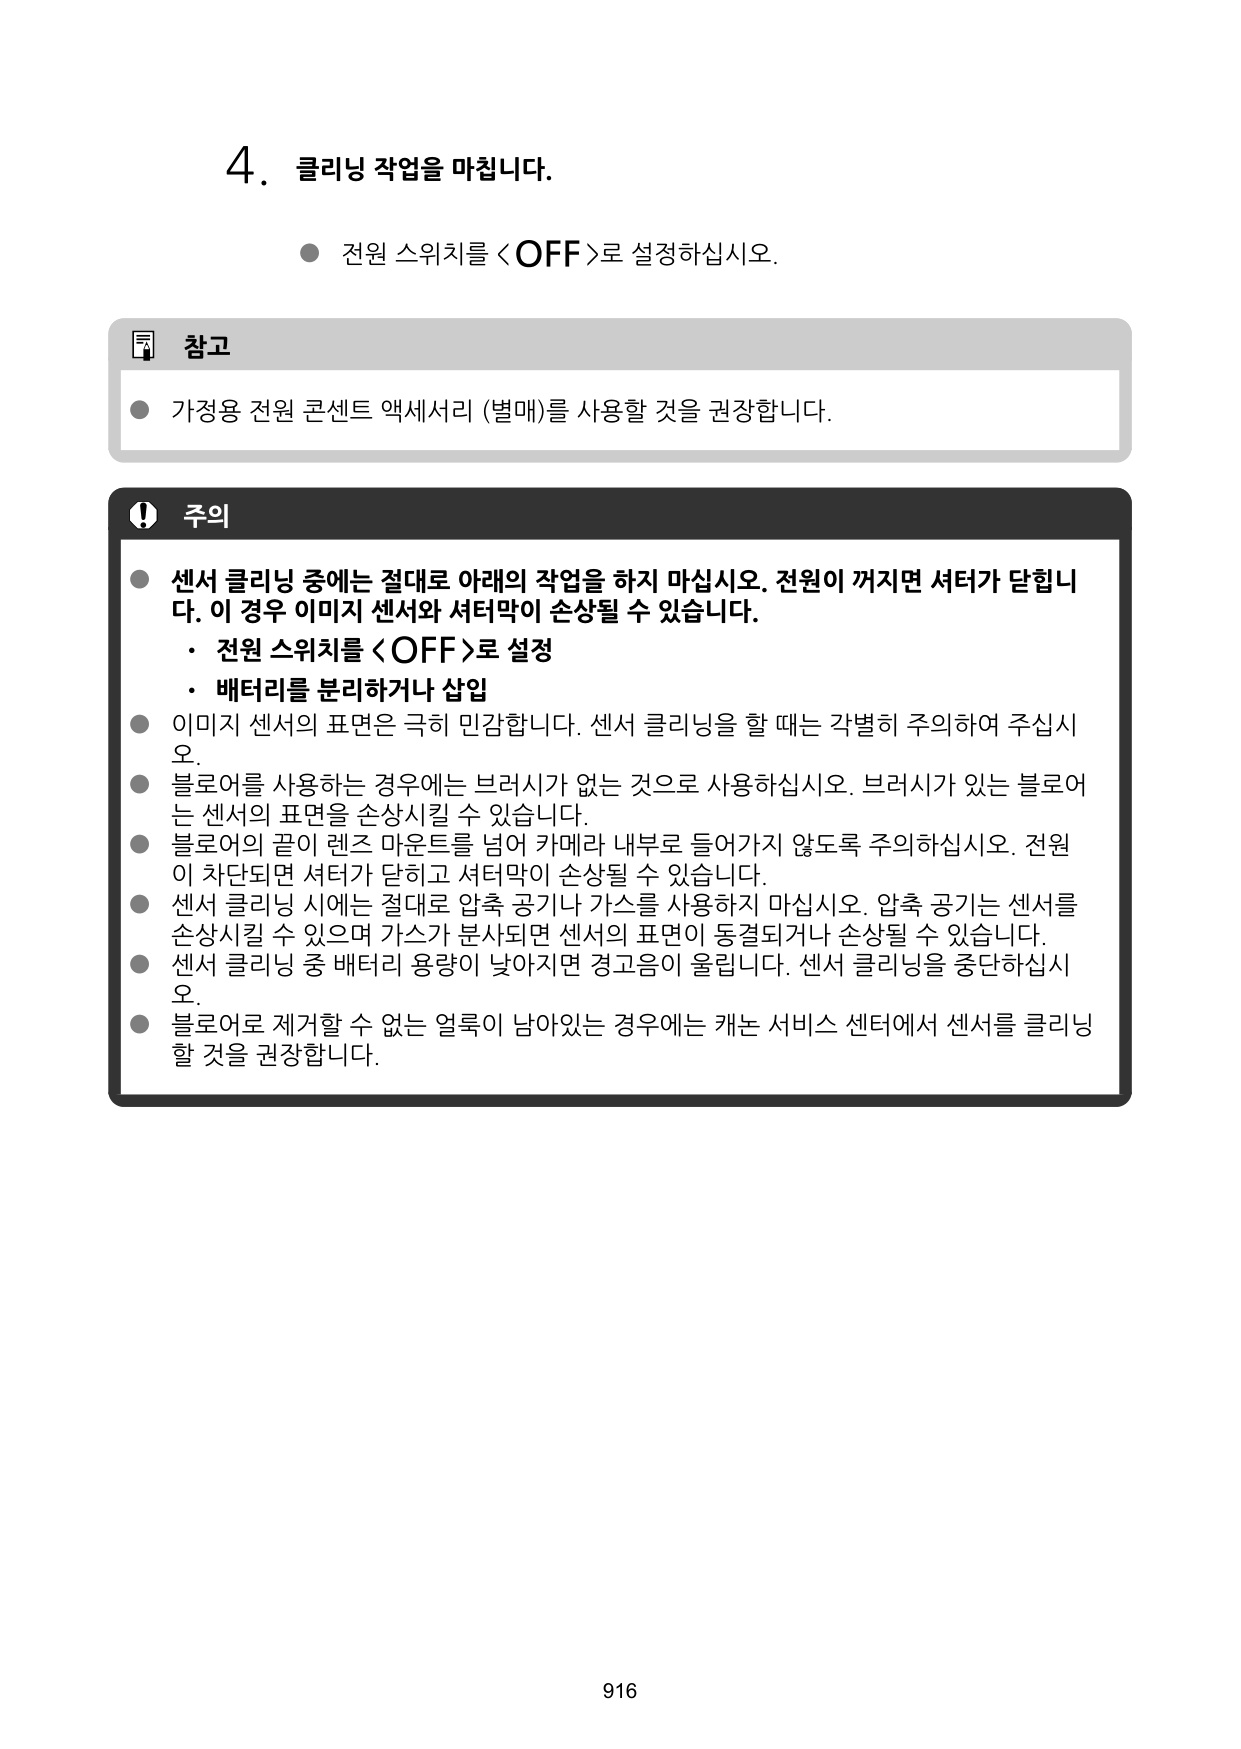 4. 클리닝 작업을 마칩니다.
● 전원 스위치를 <OFF>로 설정하십시오.
참고
● 가정용 전원 콘센트 액세서리 (별매)를 사용할 것을 권장합니다.
주의
● 센서 클리닝 중에는 절대로 아래의 작업을 하지 마십시오. 전원이 꺼지면 셔터가 닫힙니
다. 이 경우 이미지 센서와 셔터막이 손상될 수 있습니다.
• 전원 스위치를 <OFF>로 설정
• 배터리를 분리하거나 삽입
● 이미지 센서의 표면은 극히 민감합니다. 센서 클리닝을 할 때는 각별히 주의하여 주십시
오.
● 블로어를 사용하는 경우에는 브러시가 없는 것으로 사용하십시오. 브러시가 있는 블로어
는 센서의 표면을 손상시킬 수 있습니다.
● 블로어의 끝이 렌즈 마운트를 넘어 카메라 내부로 들어가지 않도록 주의하십시오. 전원
이 차단되면 셔터가 닫히고 셔터막이 손상될 수 있습니다.
● 센서 클리닝 시에는 절대로 압축 공기나 가스를 사용하지 마십시오. 압축 공기는 센서를
손상시킬 수 있으며 가스가 분사되면 센서의 표면이 동결되거나 손상될 수 있습니다.
● 센서 클리닝 중 배터리 용량이 낮아지면 경고음이 울립니다. 센서 클리닝을 중단하십시
오.
● 블로어로 제거할 수 없는 얼룩이 남아있는 경우에는 캐논 서비스 센터에서 센서를 클리닝
할 것을 권장합니다.
916